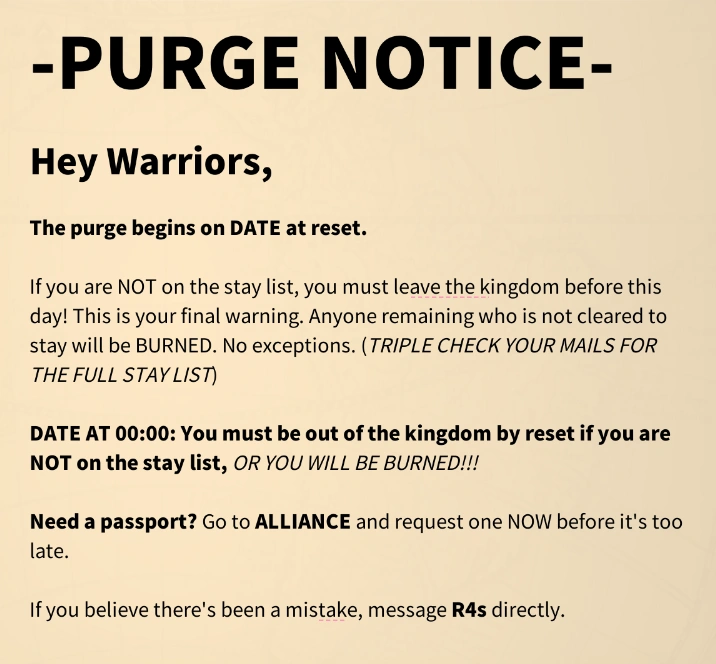 -PURGE NOTICE-
Hey Warriors,
The purge begins on DATE at reset.
If you are NOT on the stay list, you must leave the kingdom before this
day! This is your final warning. Anyone remaining who is not cleared to
stay will be BURNED. No exceptions. (TRIPLE CHECK YOUR MAILS FOR
THE FULL STAY LIST)
DATE AT 00:00: You must be out of the kingdom by reset if you are
NOT on the stay list, OR YOU WILL BE BURNED!!!
Need a passport? Go to ALLIANCE and request one NOW before it's too
late.
If you believe there's been a mistake, message R4s directly.